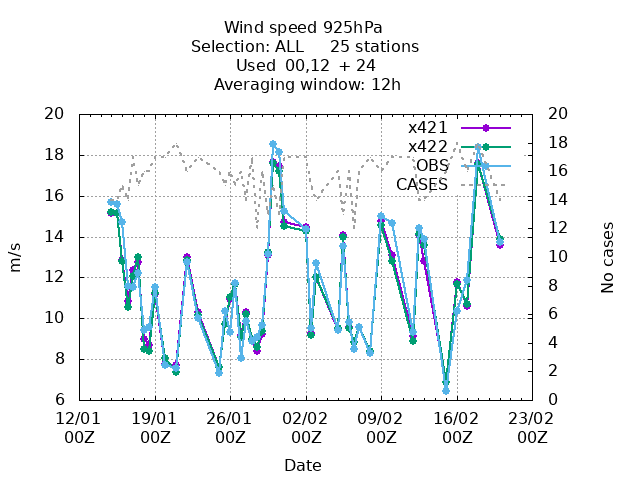 Wind speed 925hPa
Selection: ALL     25 stations
Used  00,12  + 24
Averaging window: 12h
x421
x422
OBS
CASES
m/s
20
18
16
14
12
10
8
6
No cases
20
18
16
14
12
10
8
6
4
2
0
12/01 19/01 26/01 02/02 09/02 16/02 23/02
00Z 00Z 00Z 00Z 00Z 00Z 00Z
Date